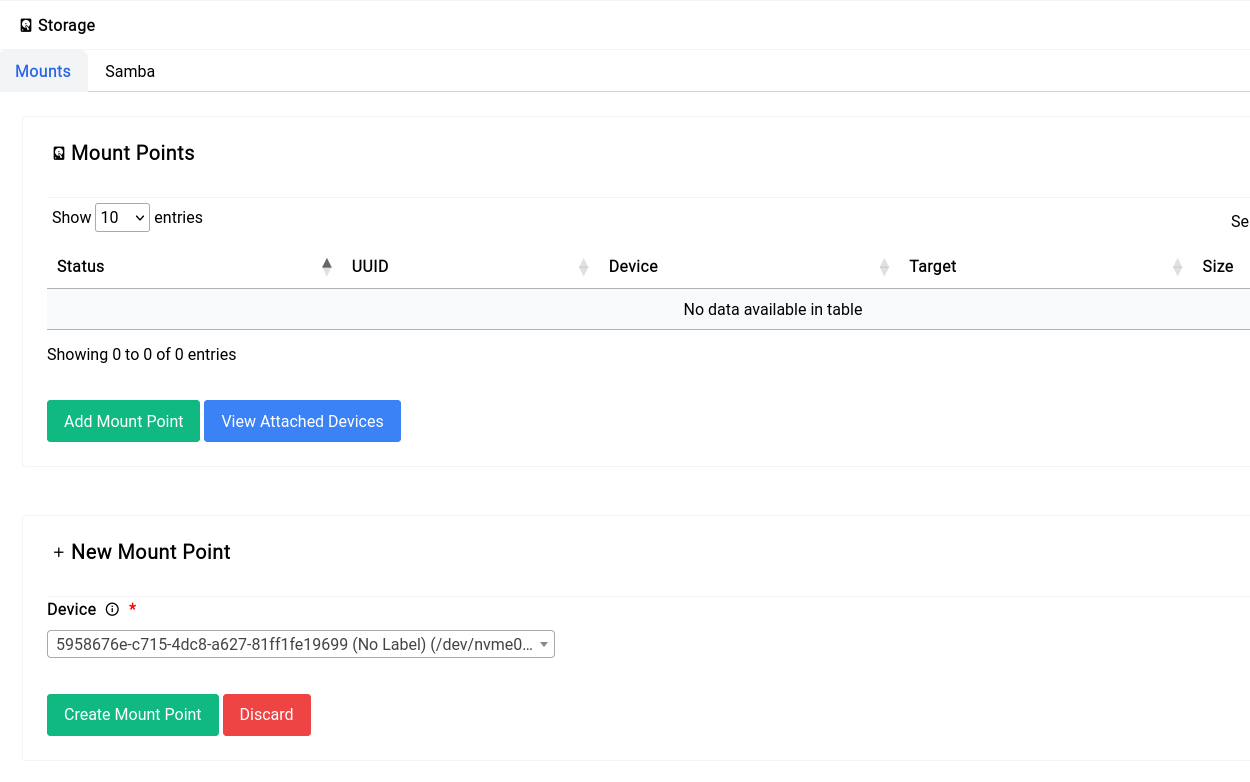 Storage
Mounts Samba
Mount Points
Show 10 entries
Se
Status UUID Device Target Size
No data available in table
Showing 0 to 0 of 0 entries
Add Mount Point View Attached Devices
+ New Mount Point
Device *
5958676e-c715-4dc8-a627-81ff1fe19699 (No Label) (/dev/nvme0...
Create Mount Point Discard